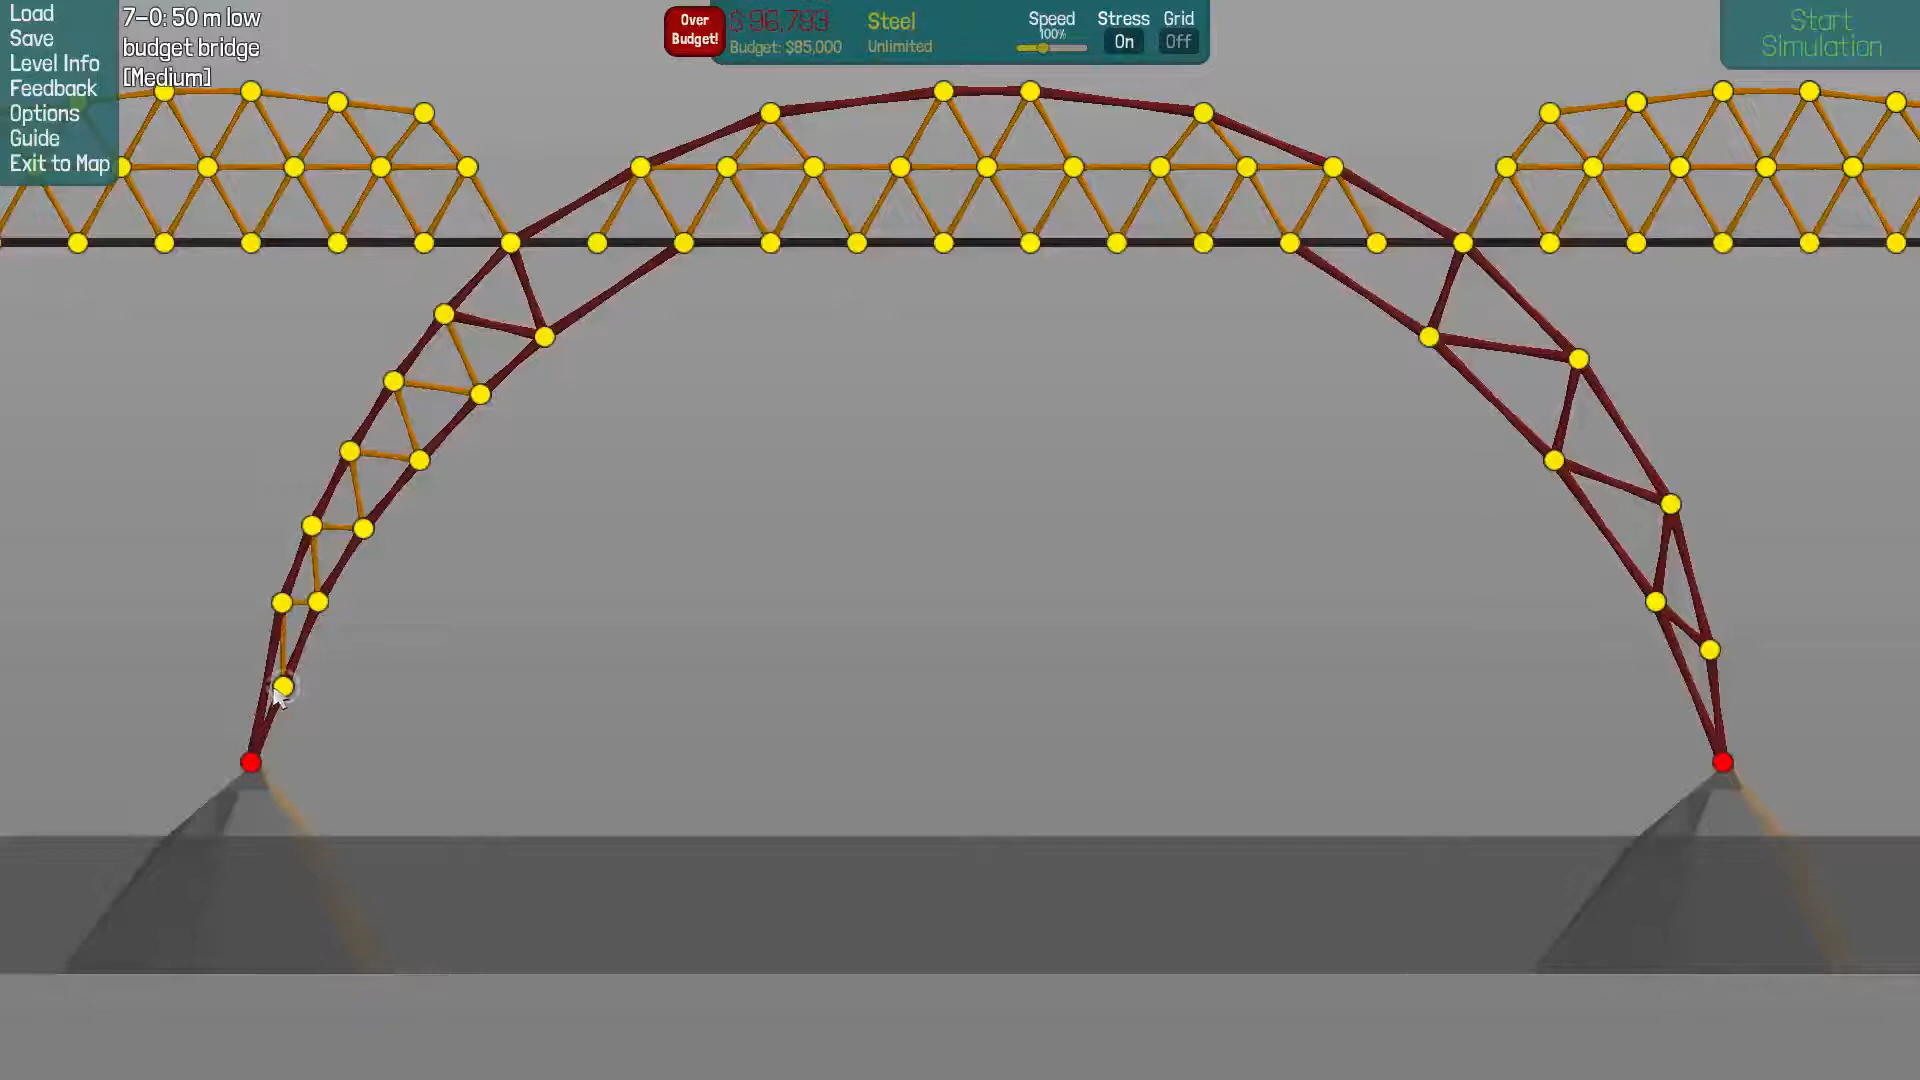 Load
Save
Level Info
Feedback
Options
Guide
Exit to Map
7-0: 50 m low
budget bridge
[Medium]
Over
Budget!
$ 96,783
Budget: $85,000
Steel
Unlimited
Speed
100%
Stress
On
Grid
Off
Start
Simulation